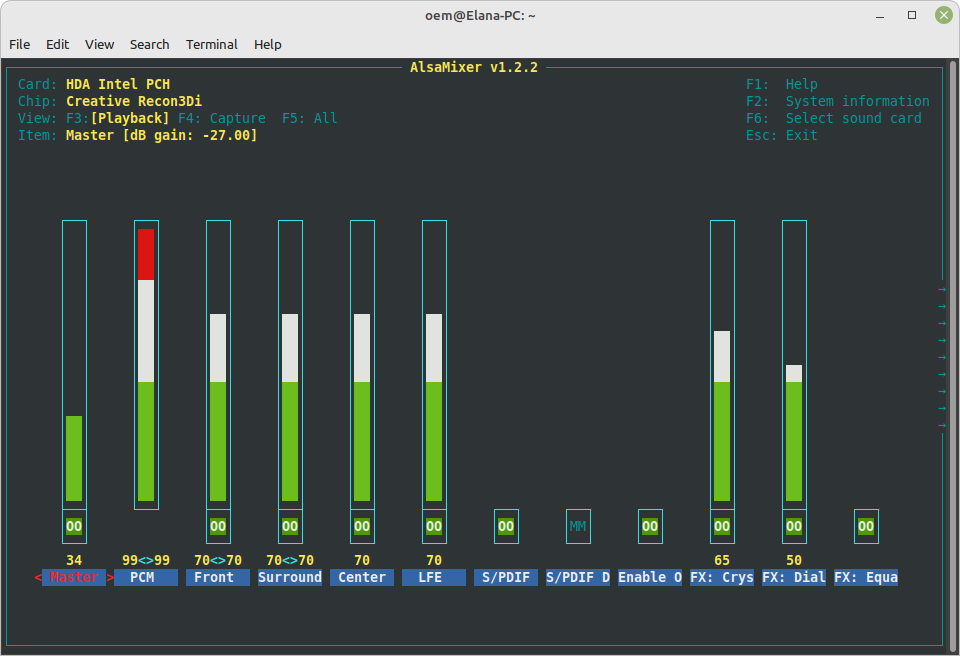 oem@Elana-PC: ~
File Edit View Search Terminal Help
AlsaMixer v1.2.2
Card: HDA Intel PCH F1: Help
Chip: Creative Recon3Di F2: System information
View: F3:[Playback] F4: Capture F5: All F6: Select sound card
Item: Master [dB gain: -27.00] Esc: Exit
OO OO OO OO OO OO MM OO OO OO OO
34 99<>99 70<>70 70<>70 70 70 65 50
< Master > PCM Front Surround Center LFE S/PDIF S/PDIF D Enable O FX: Crys FX: Dial FX: Equa